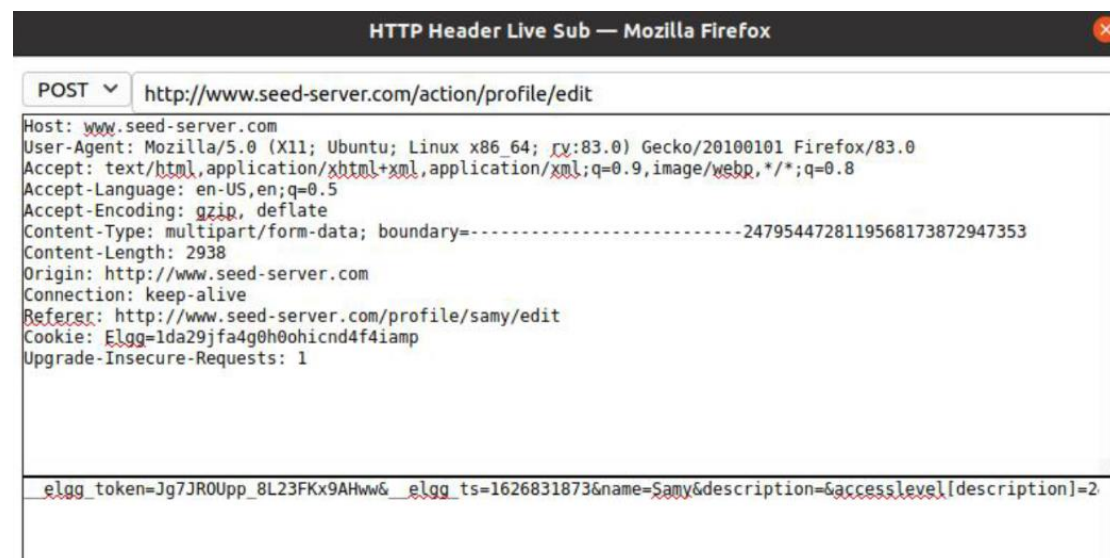 HTTP Header Live Sub — Mozilla Firefox
POST
http://www.seed-server.com/action/profile/edit
Host: www.seed-server.com
User-Agent: Mozilla/5.0 (X11; Ubuntu; Linux x86_64; rv:83.0) Gecko/20100101 Firefox/83.0
Accept: text/html,application/xhtml+xml,application/xml;q=0.9,image/webp,*/*;q=0.8
Accept-Language: en-US,en;q=0.5
Accept-Encoding: gzip, deflate
Content-Type: multipart/form-data; boundary=---------------------------2479544728119568173872947353
Content-Length: 2938
Origin: http://www.seed-server.com
Connection: keep-alive
Referer: http://www.seed-server.com/profile/samy/edit
Cookie: Elgg=1da29jfa4g0h0ohicnd4f4iamp
Upgrade-Insecure-Requests: 1
__elgg_token=Jg7JROUpp_8L23FKx9AHww&__elgg_ts=1626831873&name=Samy&description=&accesslevel[description]=2